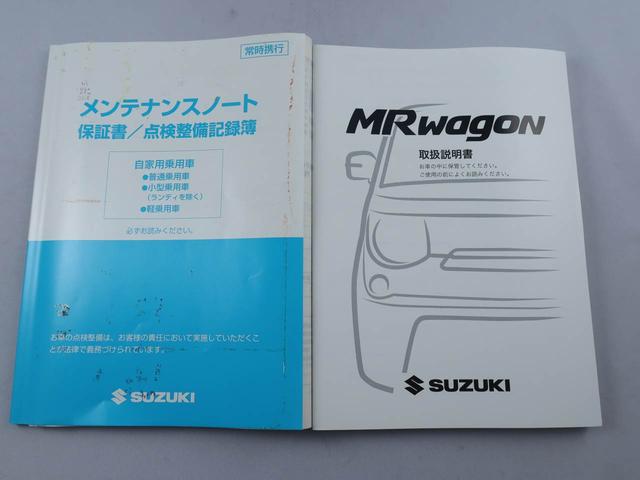 常時携行
メンテナンスノート
保証書/点検整備記録簿
自家用乗用車
●普通乗用車
●小型乗用車
(ランディを除く)
●軽乗用車
必ずお読みください。
お車の点検整備は、お客様の責任において実施していただくこ
とが法律で義務づけられています。
SUZUKI
MRwagon
取扱説明書
お車の中に保管してください。
ご使用の前によくお読みください。
SUZUKI